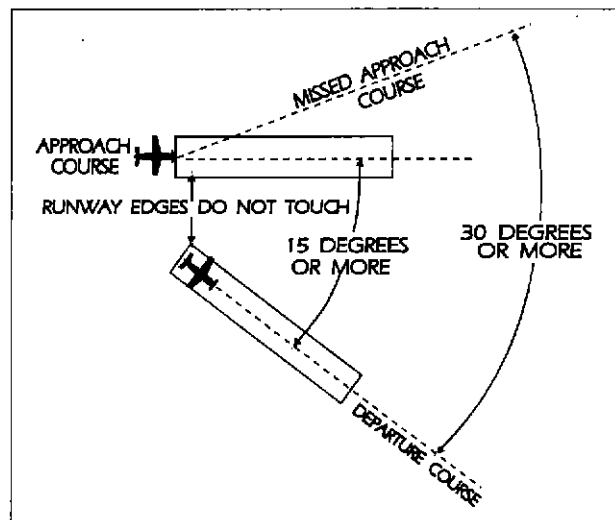 MISSED APPROACH
COURSE
APPROACH
COURSE
RUNWAY EDGES DO NOT TOUCH
15 DEGREES
OR MORE
30 DEGREES
OR MORE
DEPARTURE COURSE